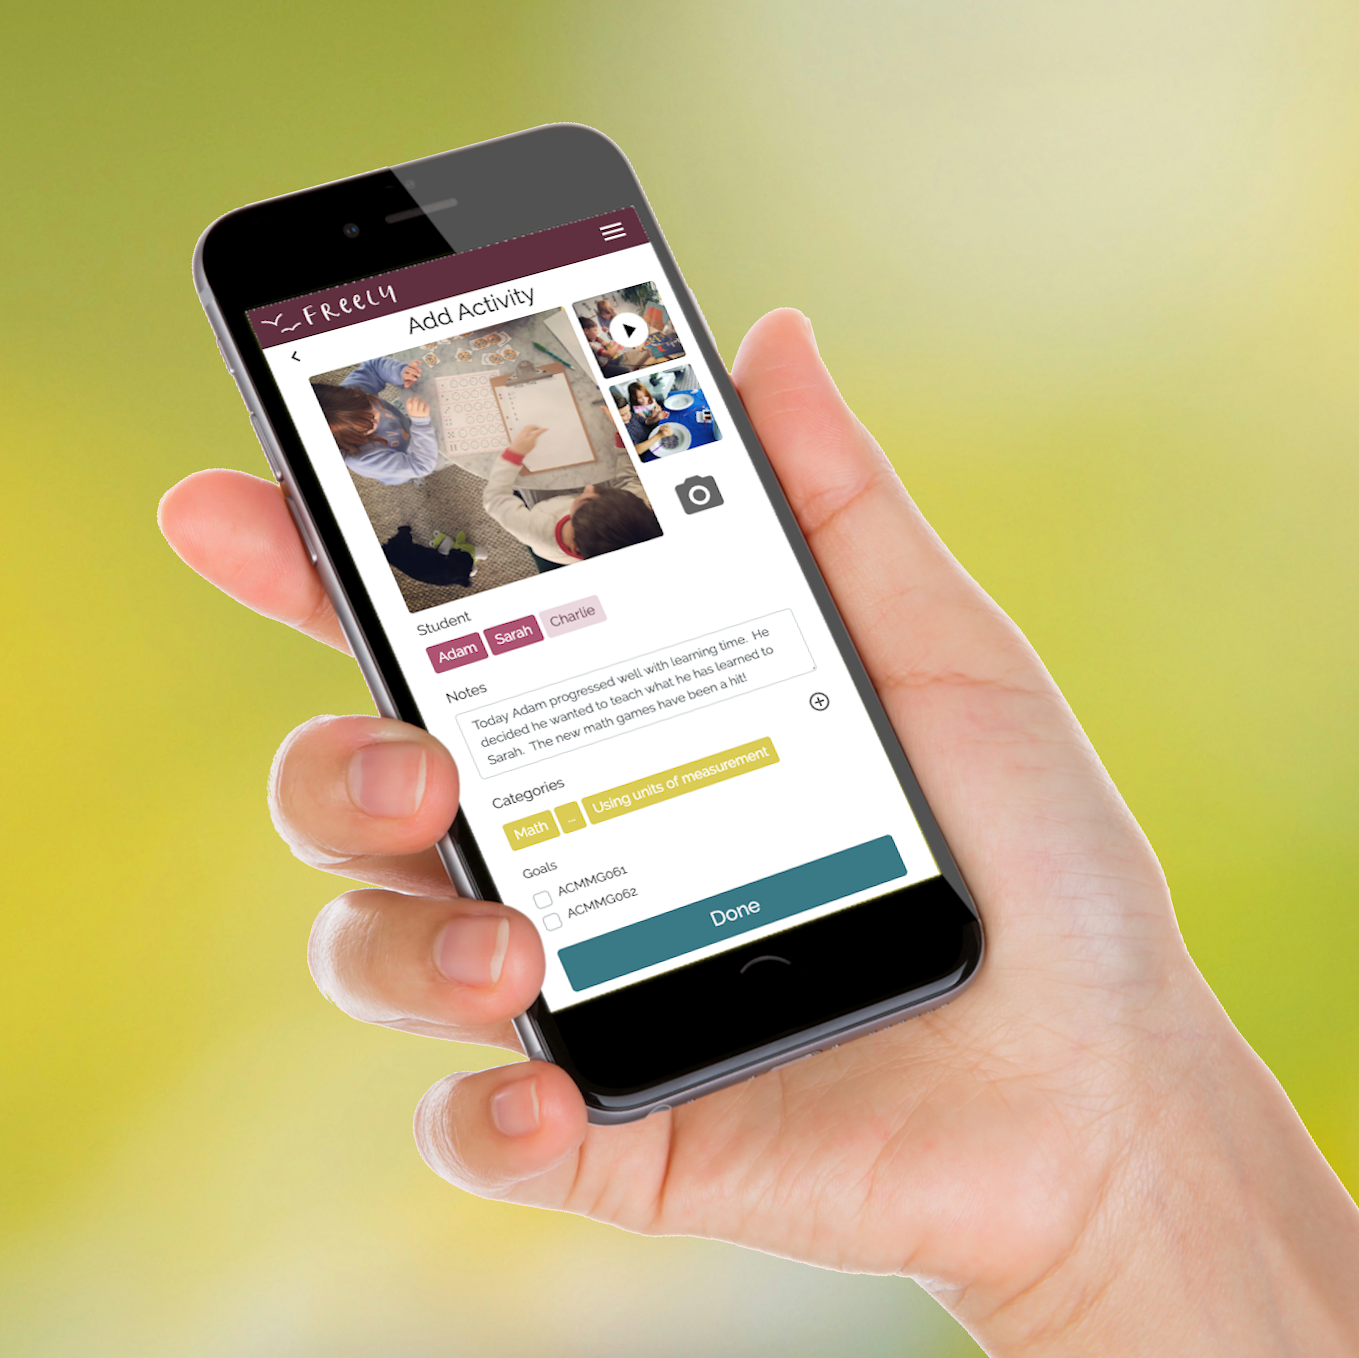 FREELY
Add Activity
Student
Adam Sarah Charlie
Notes
Today Adam progressed well with learning time. He
decided he wanted to teach what he has learned to
Sarah. The new math games have been a hit!
Categories
Math ... Using units of measurement
Goals
ACMMG061
ACMMG062
Done